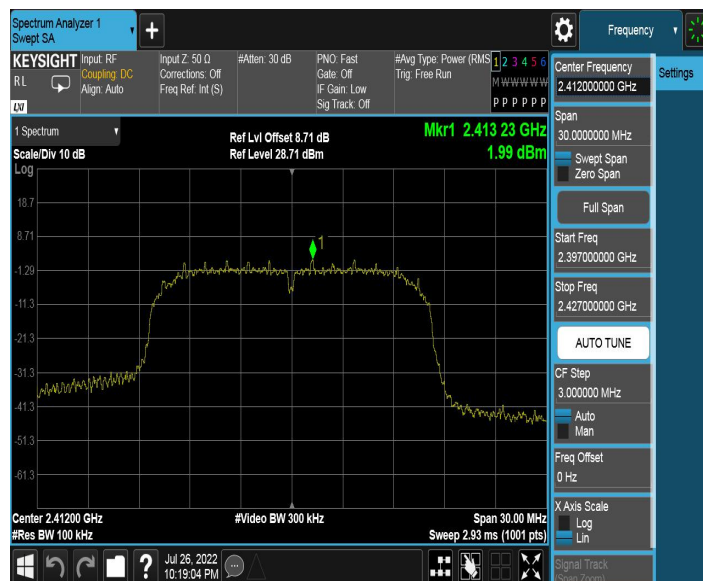 Spectrum Analyzer 1
Swept SA
+
Frequency
KEYSIGHT
R L
LXI
Input: RF
Coupling: DC
Align: Auto
Input Z: 50 Ω
Corrections: Off
Freq Ref: Int (S)
#Atten: 30 dB
PNO: Fast
Gate: Off
IF Gain: Low
Sig Track: Off
#Avg Type: Power (RMS
Trig: Free Run
1 2 3 4 5 6
M W W W W W
P P P P P P
1 Spectrum
Scale/Div 10 dB
Log
Ref Lvl Offset 8.71 dB
Ref Level 28.71 dBm
Mkr1 2.413 23 GHz
1.99 dBm
18.7
8.71
-1.29
-11.3
-21.3
-31.3
-41.3
-51.3
-61.3
1
Center 2.41200 GHz
#Res BW 100 kHz
#Video BW 300 kHz
Span 30.00 MHz
Sweep 2.93 ms (1001 pts)
?
Jul 26, 2022
10:19:04 PM
Center Frequency
2.412000000 GHz
Span
30.0000000 MHz
Swept Span
Zero Span
Full Span
Start Freq
2.397000000 GHz
Stop Freq
2.427000000 GHz
AUTO TUNE
CF Step
3.000000 MHz
Auto
Man
Freq Offset
0 Hz
X Axis Scale
Log
Lin
Signal Track
(Span Zoom)
Settings